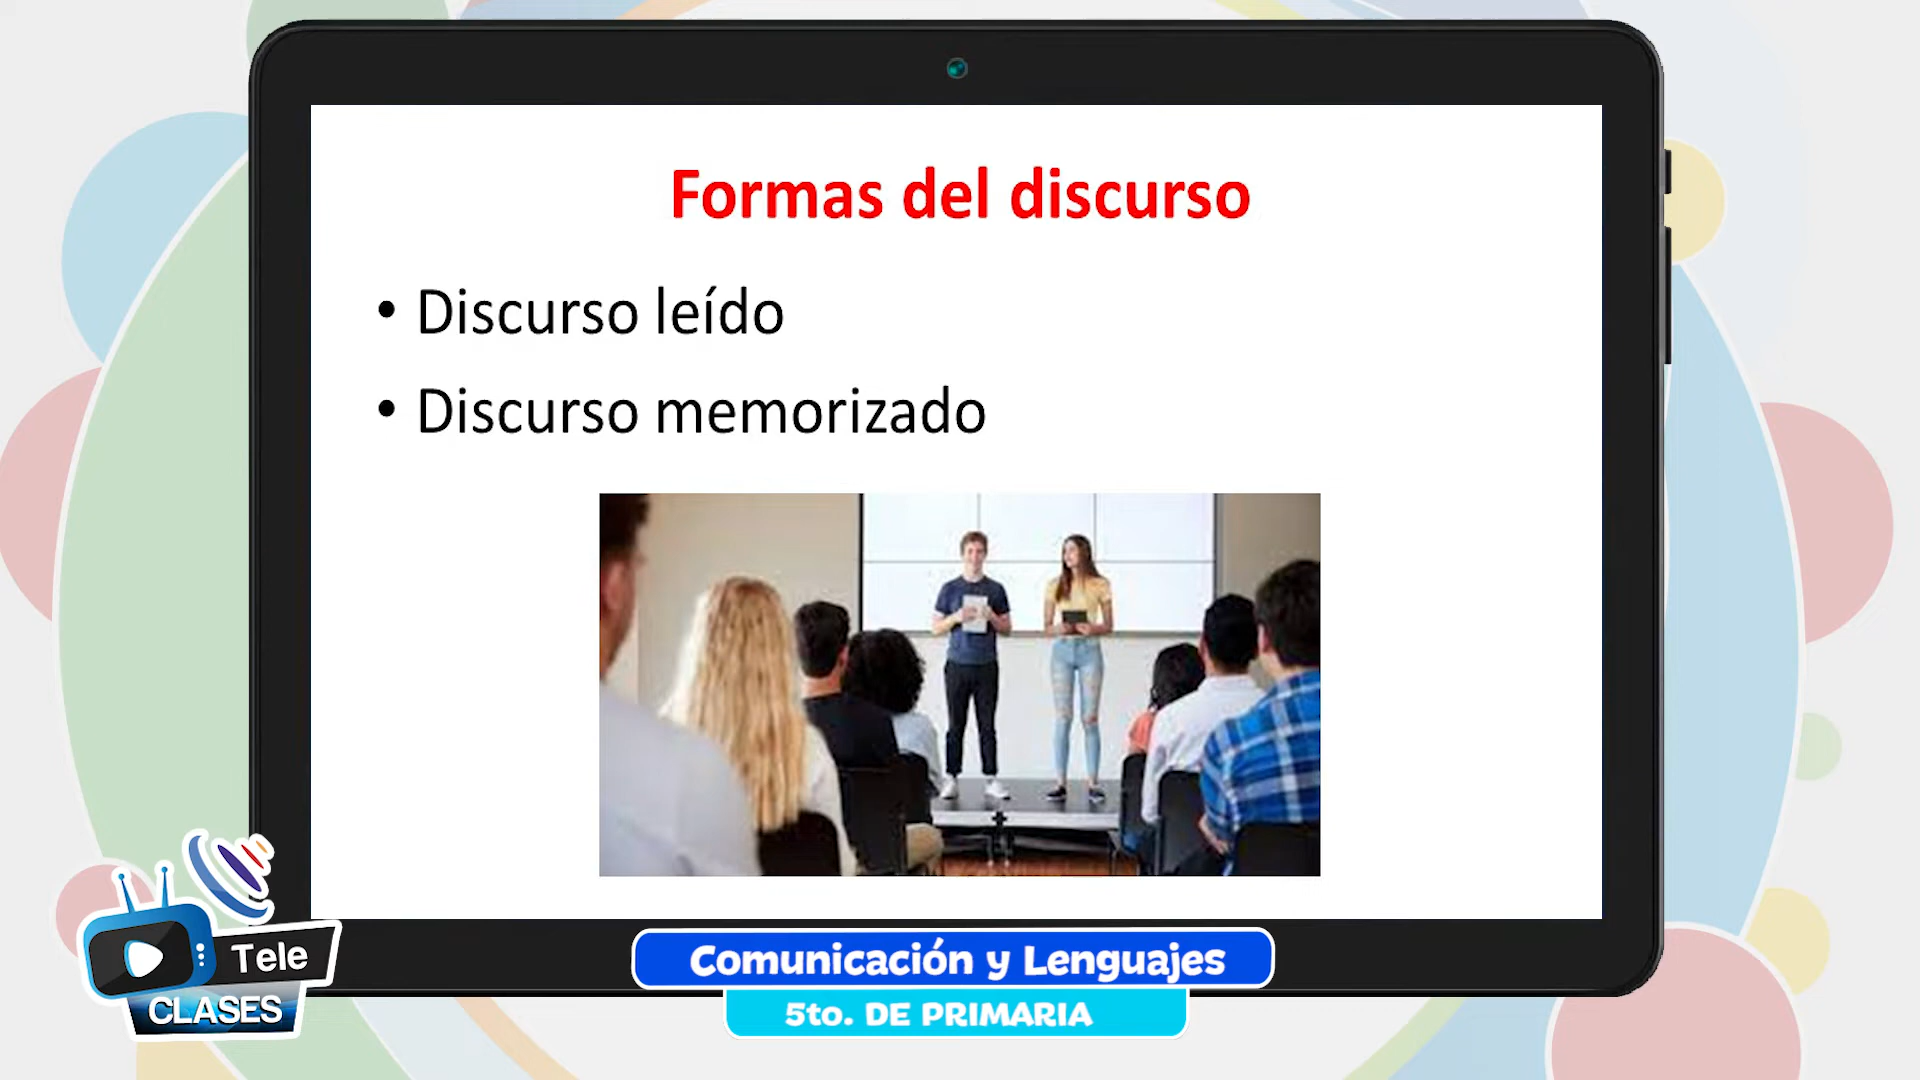 Formas del discurso
• Discurso leído
• Discurso memorizado
Comunicación y Lenguajes
5to. DE PRIMARIA
Tele
CLASES